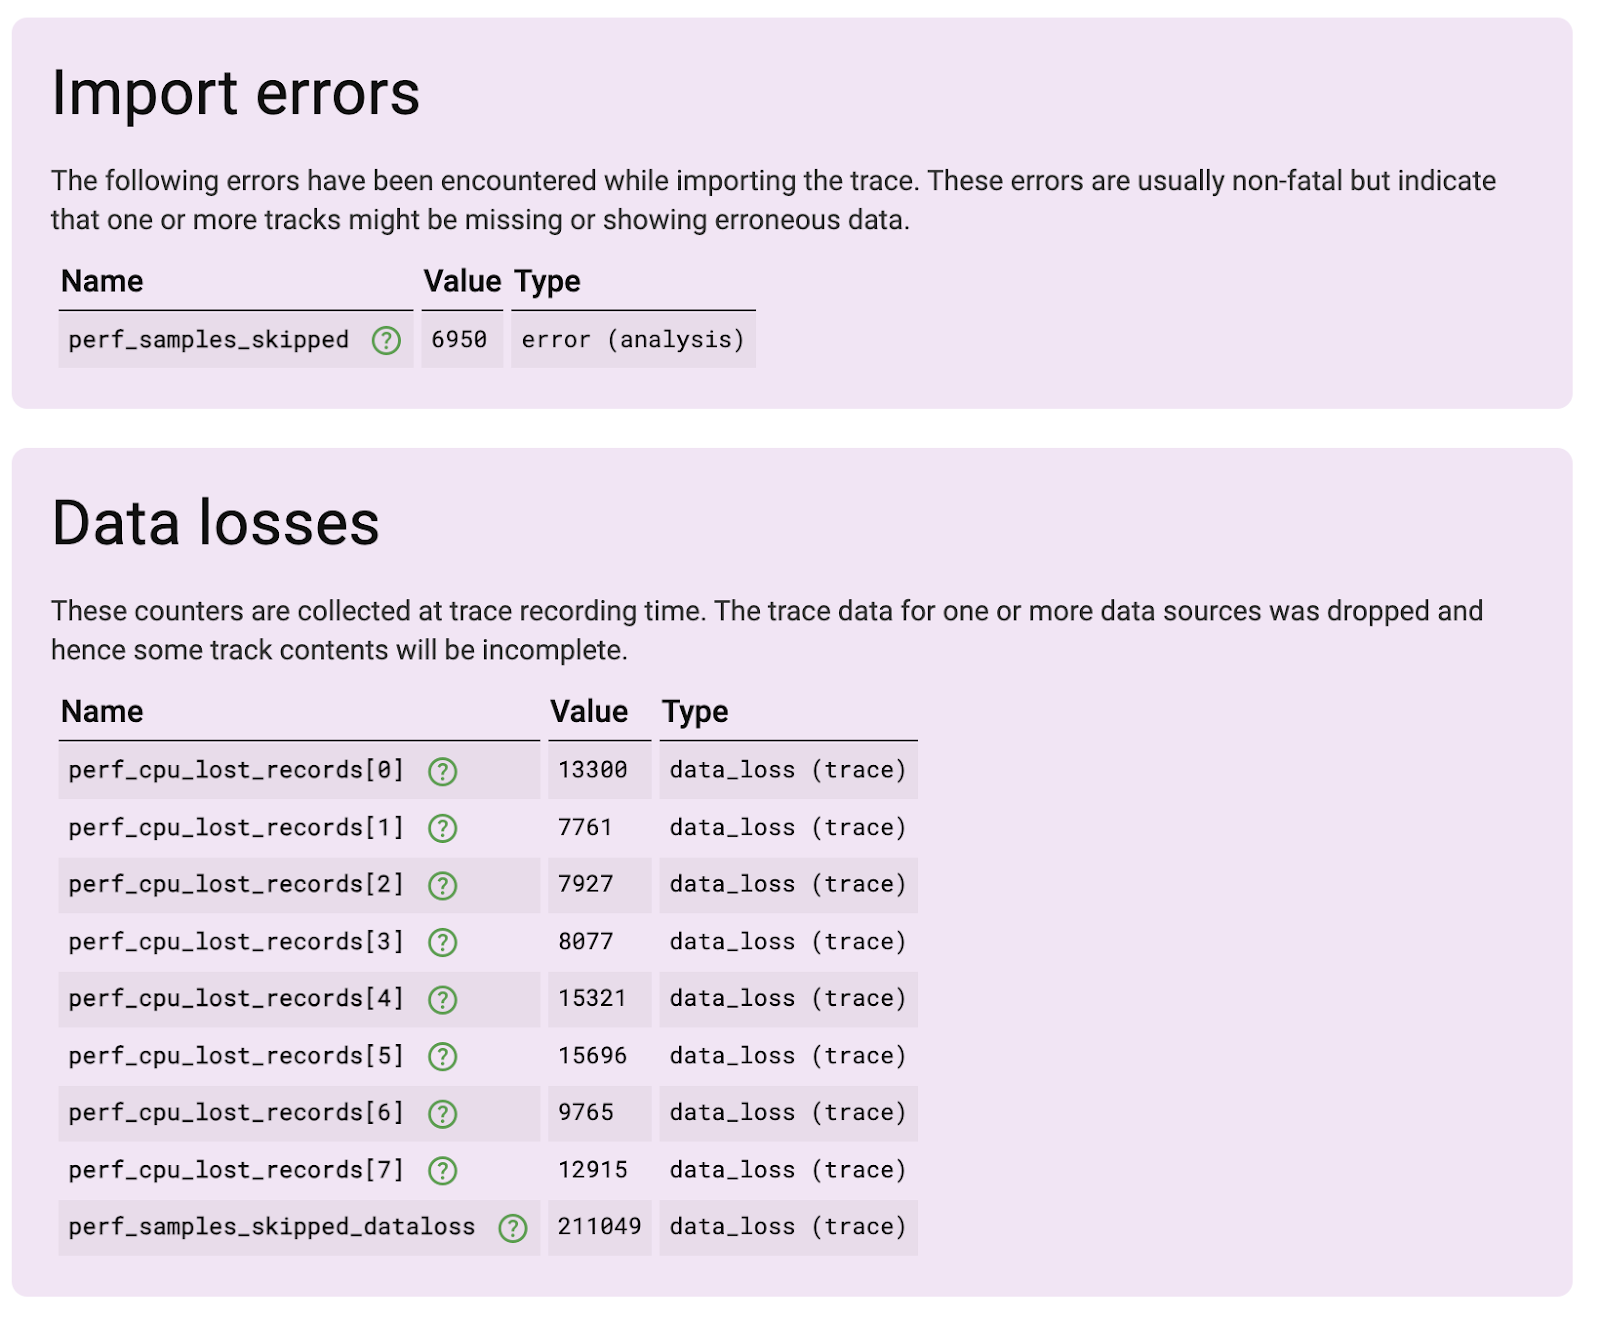 Import errors
The following errors have been encountered while importing the trace. These errors are usually non-fatal but indicate
that one or more tracks might be missing or showing erroneous data.
Name Value Type
perf_samples_skipped ? 6950 error (analysis)
Data losses
These counters are collected at trace recording time. The trace data for one or more data sources was dropped and
hence some track contents will be incomplete.
Name Value Type
perf_cpu_lost_records[0] ? 13300 data_loss (trace)
perf_cpu_lost_records[1] ? 7761 data_loss (trace)
perf_cpu_lost_records[2] ? 7927 data_loss (trace)
perf_cpu_lost_records[3] ? 8077 data_loss (trace)
perf_cpu_lost_records[4] ? 15321 data_loss (trace)
perf_cpu_lost_records[5] ? 15696 data_loss (trace)
perf_cpu_lost_records[6] ? 9765 data_loss (trace)
perf_cpu_lost_records[7] ? 12915 data_loss (trace)
perf_samples_skipped_dataloss ? 211049 data_loss (trace)